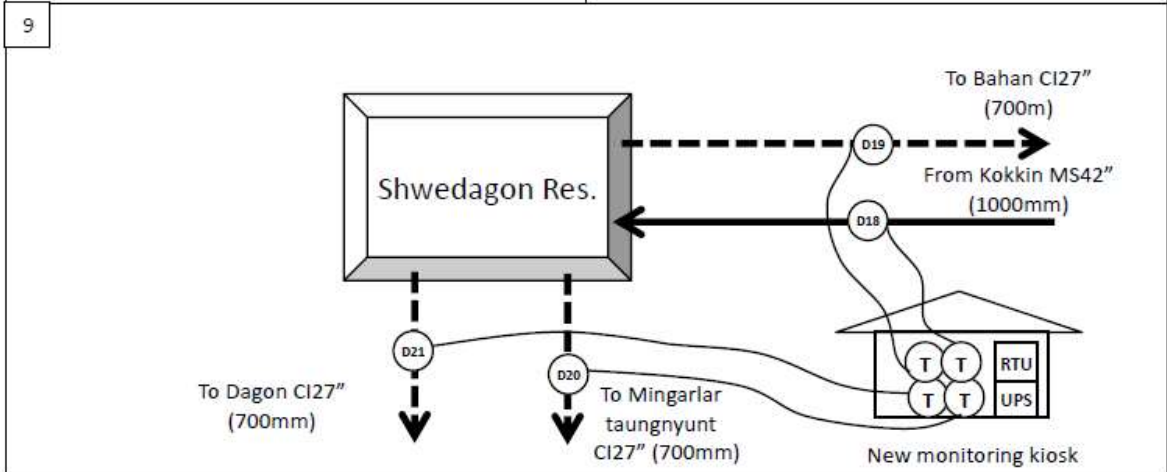 9
To Bahan CI27”
(700m)
D19
From Kokkin MS42”
(1000mm)
D18
Shwedagon Res.
D21
D20
To Dagon CI27”
(700mm)
To Mingarlar
taungnyunt
CI27” (700mm)
T T RTU
T T UPS
New monitoring kiosk